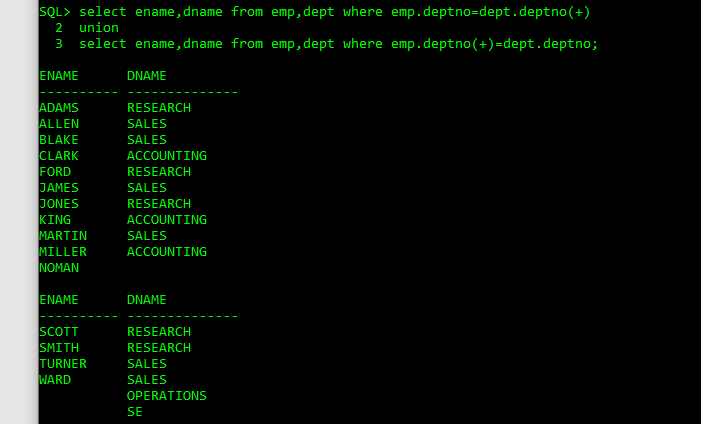 SQL> select ename,dname from emp,dept where emp.deptno=dept.deptno(+)
  2  union
  3  select ename,dname from emp,dept where emp.deptno(+)=dept.deptno;
ENAME      DNAME
---------- --------------
ADAMS      RESEARCH
ALLEN      SALES
BLAKE      SALES
CLARK      ACCOUNTING
FORD       RESEARCH
JAMES      SALES
JONES      RESEARCH
KING       ACCOUNTING
MARTIN     SALES
MILLER     ACCOUNTING
NOMAN
ENAME      DNAME
---------- --------------
SCOTT      RESEARCH
SMITH      RESEARCH
TURNER     SALES
WARD       SALES
           OPERATIONS
           SE